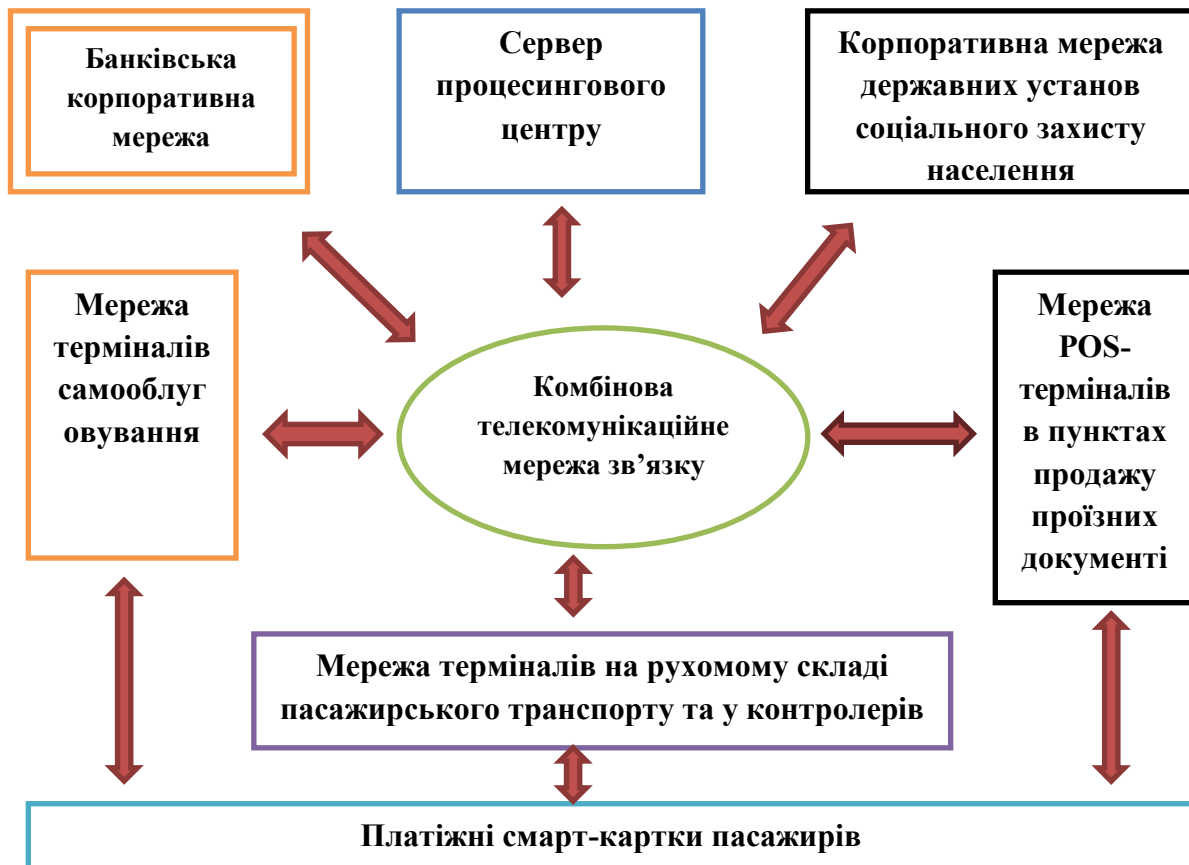 Банківська
корпоративна
мережа
Сервер
процесингового
центру
Корпоративна мережа
державних установ
соціального захисту
населення
Мережа
терміналів
самообслуг
овування
Комбінова
телекомунікаційне
мережа зв’язку
Мережа
POS-
терміналів
в пунктах
продажу
проїзних
документі
Мережа терміналів на рухомому складі
пасажирського транспорту та у контролерів
Платіжні смарт-картки пасажирів